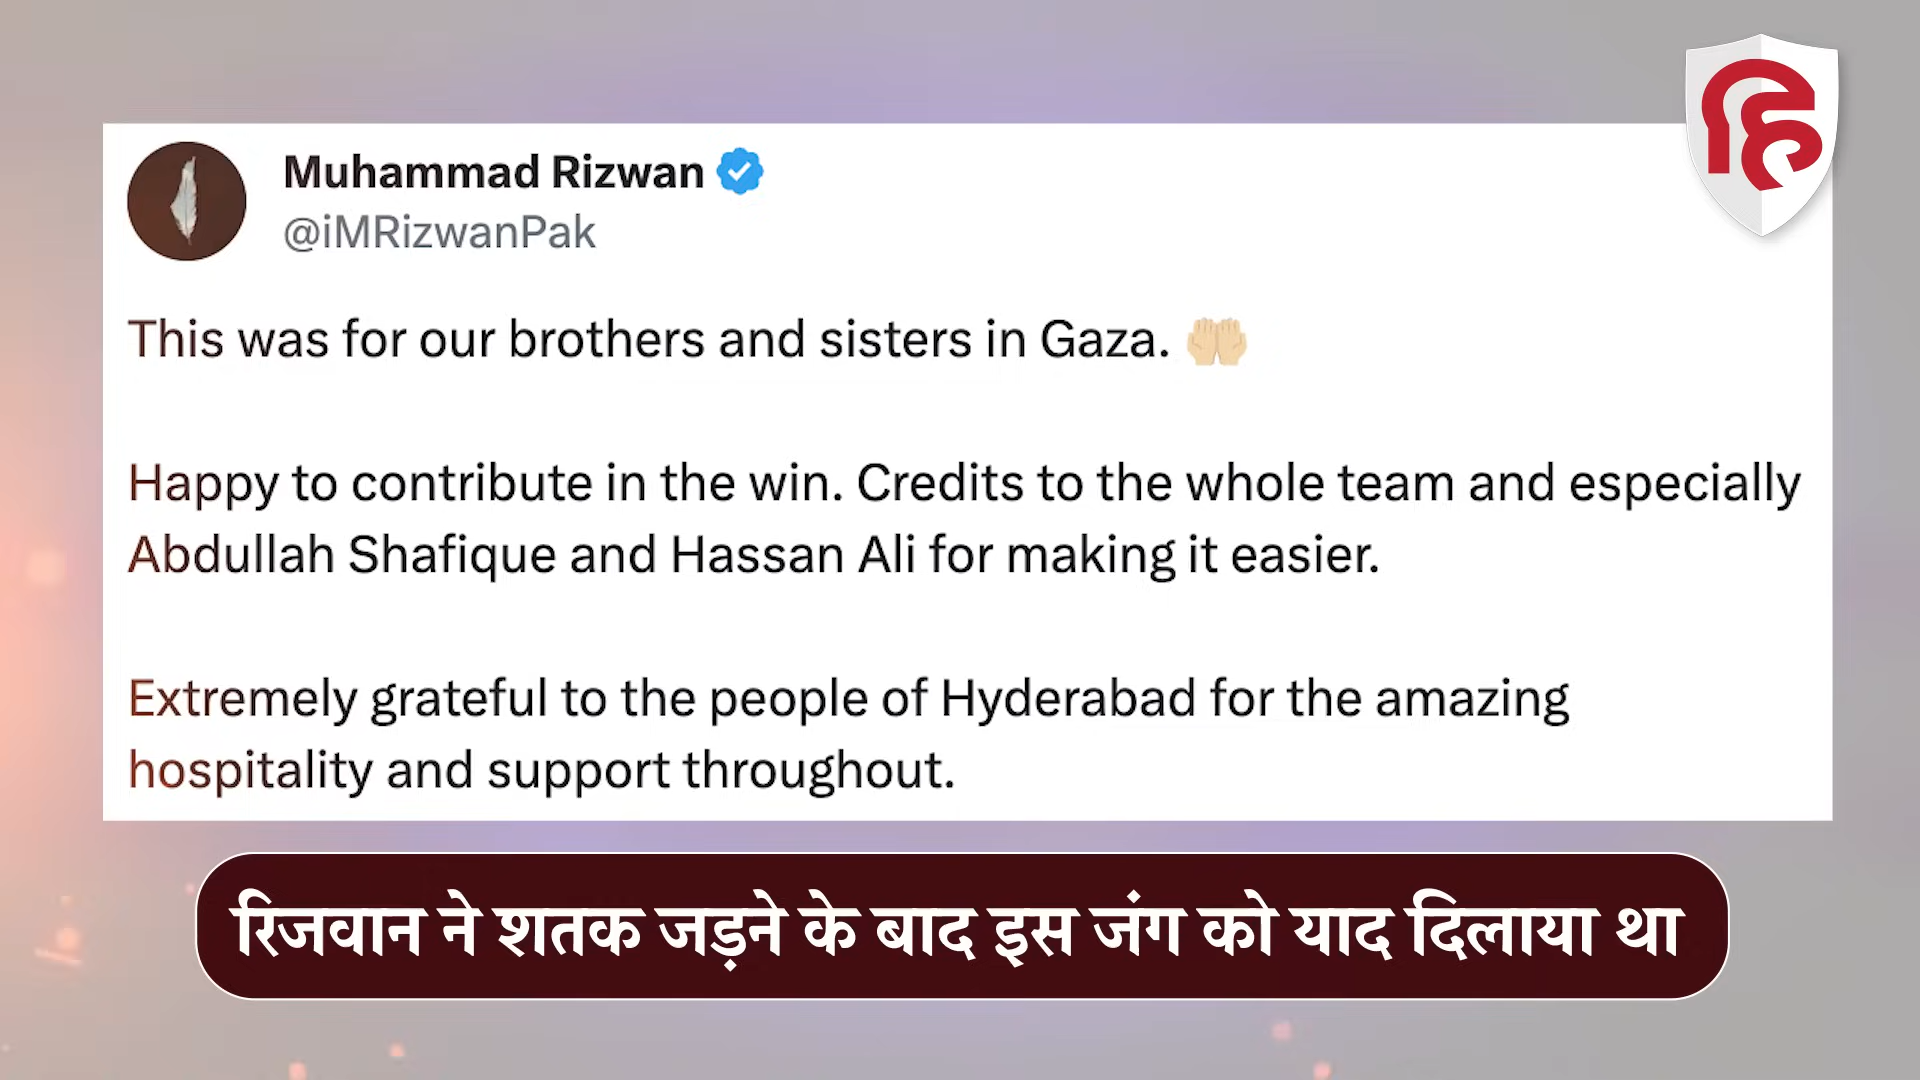 हि
Muhammad Rizwan
@iMRizwanPak
This was for our brothers and sisters in Gaza. 🤲🏼
Happy to contribute in the win. Credits to the whole team and especially
Abdullah Shafique and Hassan Ali for making it easier.
Extremely grateful to the people of Hyderabad for the amazing
hospitality and support throughout.
रिजवान ने शतक जड़ने के बाद इस जंग को याद दिलाया था